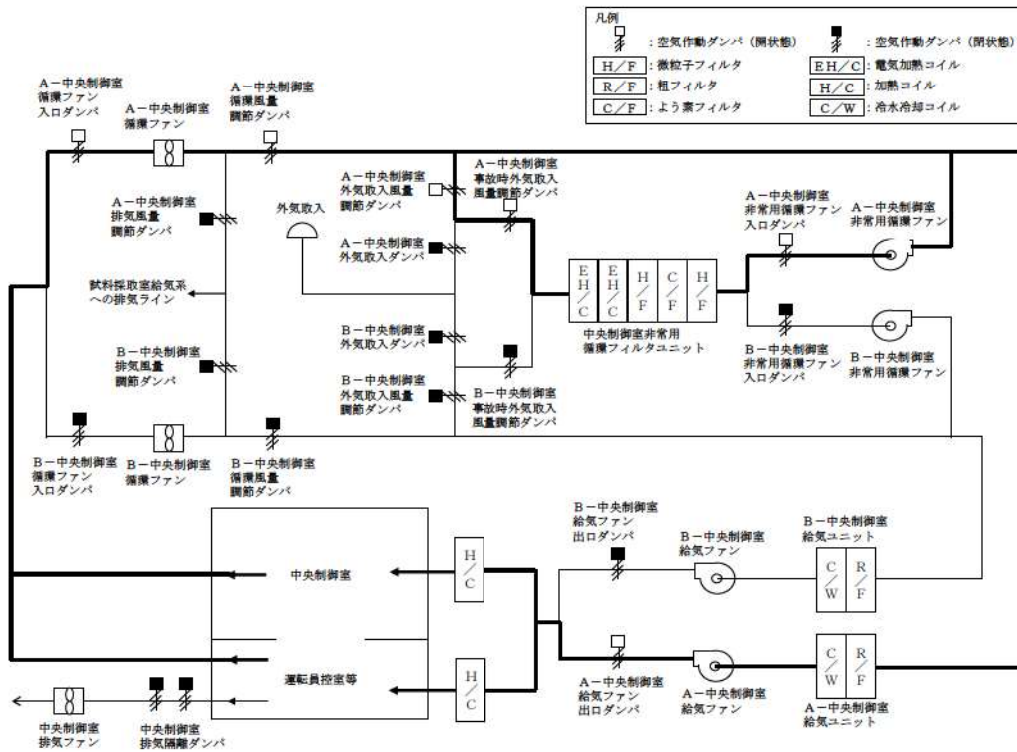 凡例
：空気作動ダンパ（開状態）
：空気作動ダンパ（閉状態）
H／F
：微粒子フィルタ
EH／C
：電気加熱コイル
R／F
：粗フィルタ
H／C
：加熱コイル
C／F
：よう素フィルタ
C／W
：冷水冷却コイル
A－中央制御室
循環ファン
入口ダンパ
A－中央制御室
循環ファン
A－中央制御室
循環風量
調節ダンパ
A－中央制御室
排気風量
調節ダンパ
外気取入
A－中央制御室
外気取入風量
調節ダンパ
A－中央制御室
事故時外気取入
風量調節ダンパ
A－中央制御室
外気取入ダンパ
A－中央制御室
非常用循環ファン
入口ダンパ
A－中央制御室
非常用循環ファン
試料採取室給気系
への排気ライン
EH／C
EH／C
H／F
C／F
H／F
中央制御室非常用
循環フィルタユニット
B－中央制御室
排気風量
調節ダンパ
B－中央制御室
外気取入ダンパ
B－中央制御室
外気取入風量
調節ダンパ
B－中央制御室
事故時外気取入
風量調節ダンパ
B－中央制御室
非常用循環ファン
入口ダンパ
B－中央制御室
非常用循環ファン
B－中央制御室
循環ファン
入口ダンパ
B－中央制御室
循環ファン
B－中央制御室
循環風量
調節ダンパ
中央制御室
H／C
B－中央制御室
給気ファン
出口ダンパ
B－中央制御室
給気ファン
B－中央制御室
給気ユニット
C／W
R／F
運転員控室等
H／C
A－中央制御室
給気ファン
出口ダンパ
A－中央制御室
給気ファン
C／W
R／F
A－中央制御室
給気ユニット
中央制御室
排気ファン
中央制御室
排気隔離ダンパ